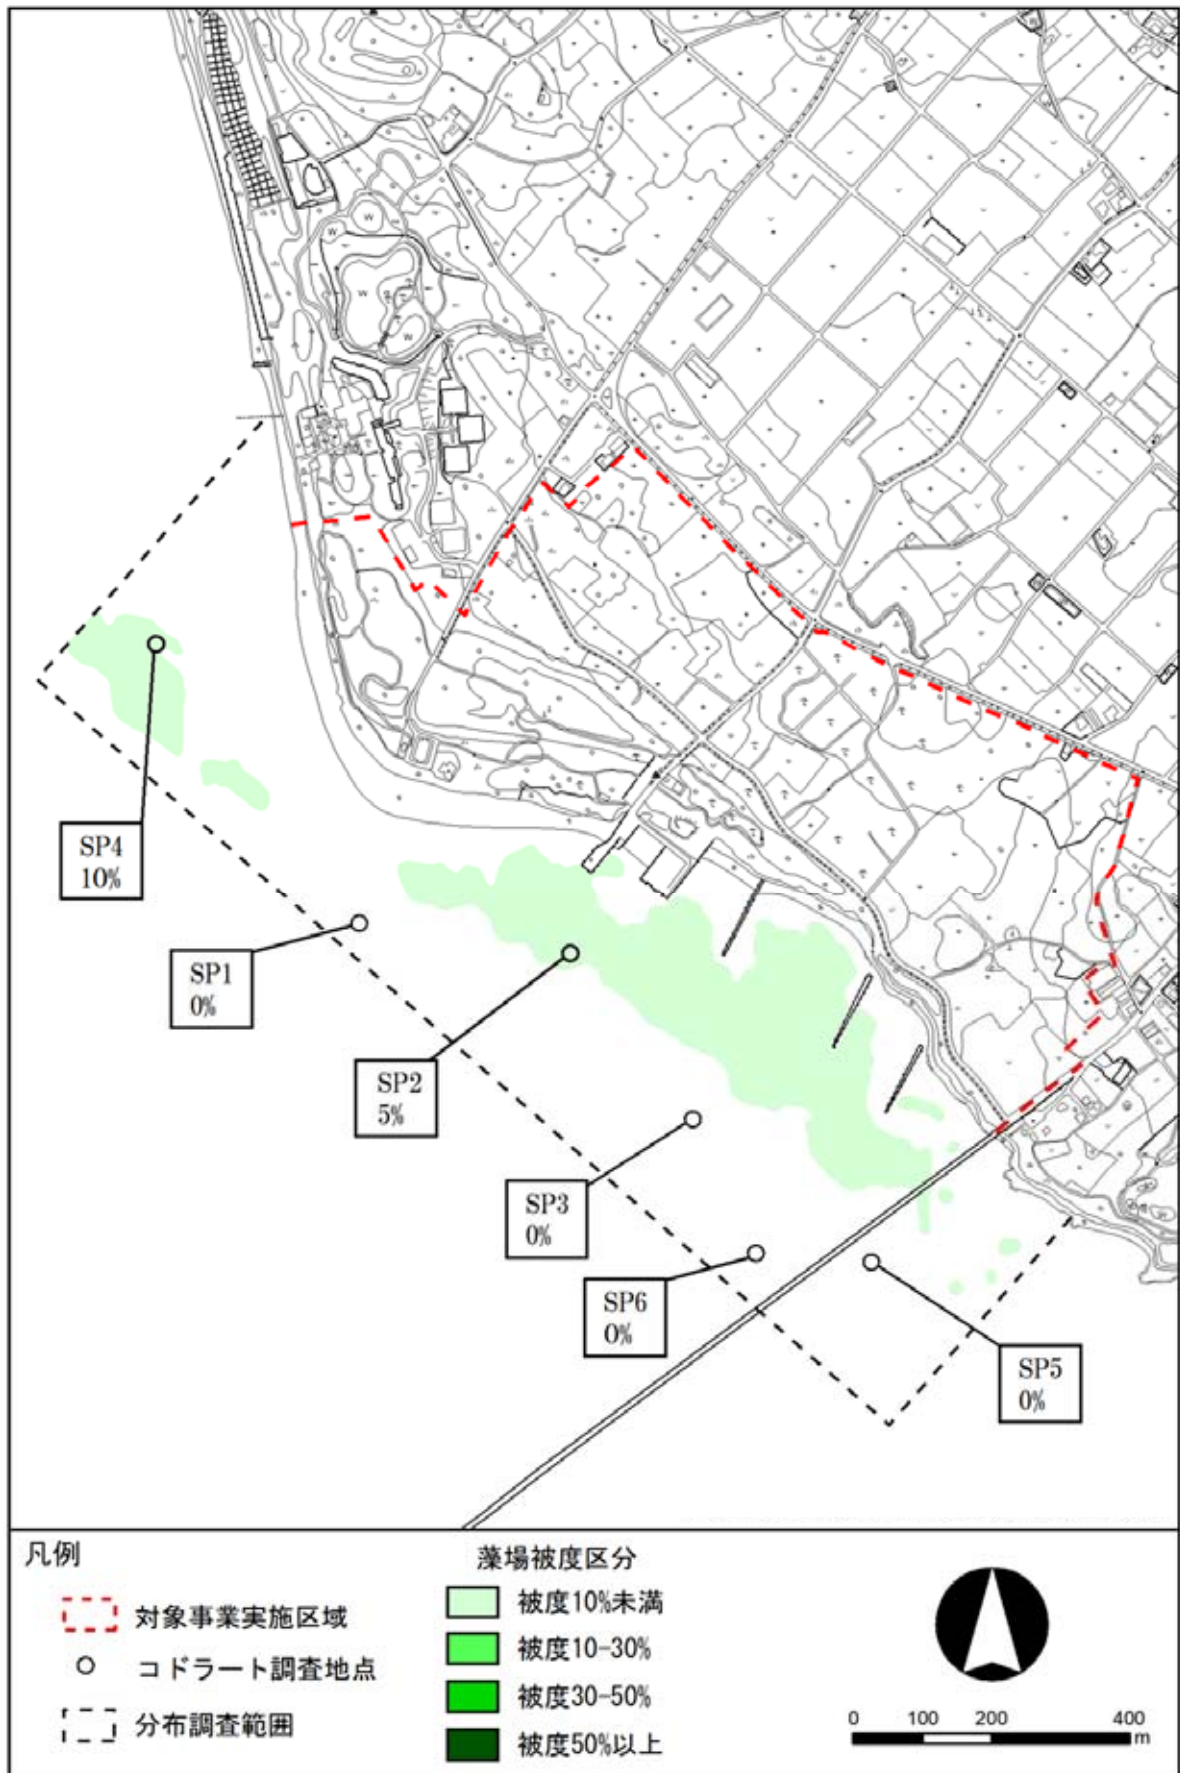 W
W
W
W
W
SP4
10%
SP1
0%
SP2
5%
SP3
0%
SP6
0%
SP5
0%
凡例
対象事業実施区域
コドラート調査地点
分布調査範囲
藻場被度区分
被度10%未満
被度10-30%
被度30-50%
被度50%以上
0 100 200 400
m